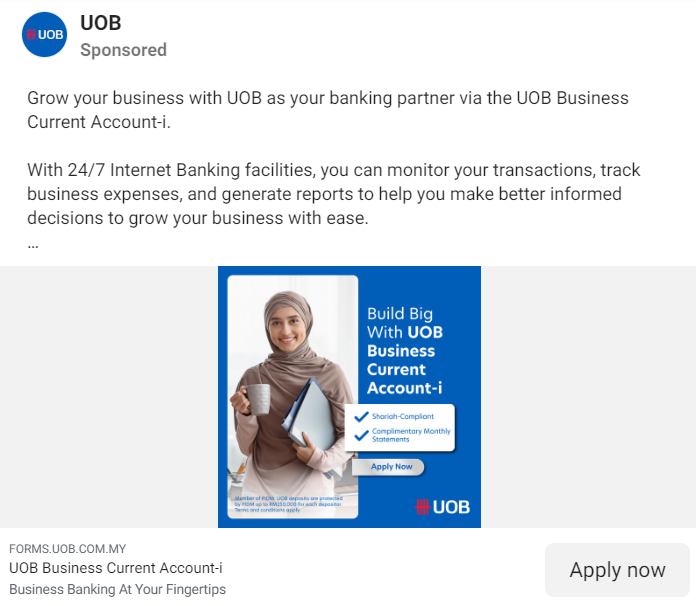 UOB
UOB
Sponsored
Grow your business with UOB as your banking partner via the UOB Business
Current Account-i.
With 24/7 Internet Banking facilities, you can monitor your transactions, track
business expenses, and generate reports to help you make better informed
decisions to grow your business with ease.
...
Build Big
With UOB
Business
Current
Account-i
Shariah-Compliant
Complimentary Monthly
Statements
Apply Now
Member of PIDM. UOB deposits are protected
by PIDM up to RM250,000 for each depositor
Terms and conditions apply.
UOB
FORMS.UOB.COM.MY
UOB Business Current Account-i
Business Banking At Your Fingertips
Apply now